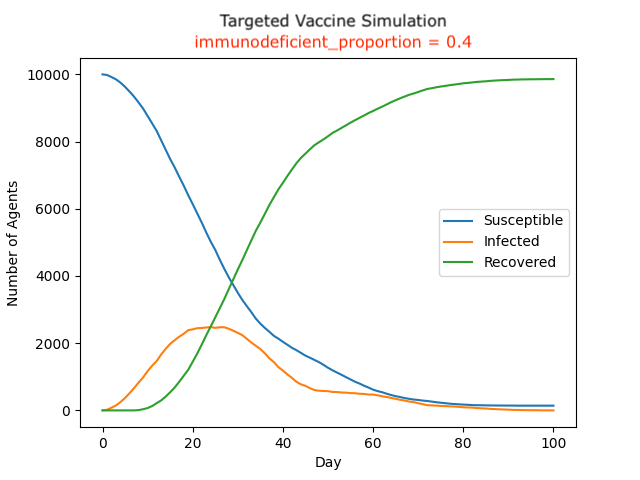 Targeted Vaccine Simulation
immunodeficient_proportion = 0.4
10000
8000
6000
4000
2000
0
Number of Agents
Susceptible
Infected
Recovered
0 20 40 60 80 100
Day